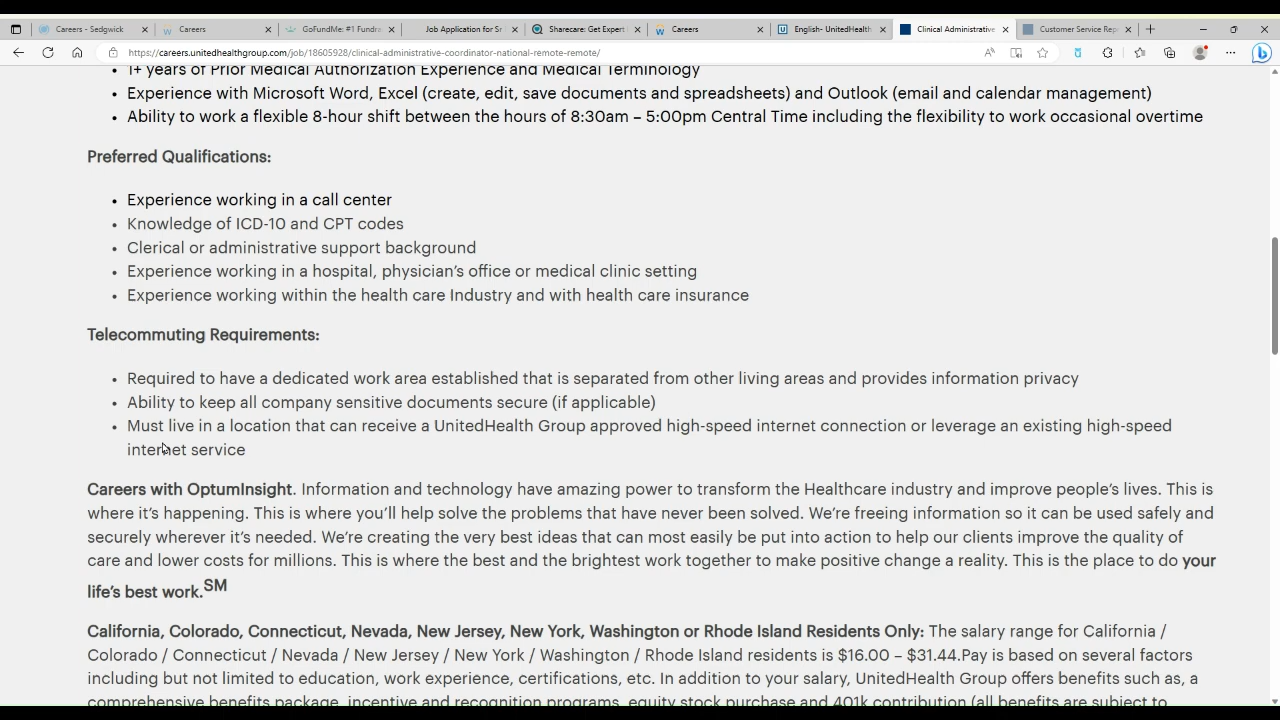 Careers - Sedgwick
Careers
GoFundMe: #1 Fundra
Job Application for Sr
Sharecare: Get Expert
Careers
English- UnitedHealth
Clinical Administrative
Customer Service Rep
https://careers.unitedhealthgroup.com/job/18605928/clinical-administrative-coordinator-national-remote-remote/
• 1+ years of Prior Medical Authorization Experience and Medical Terminology
• Experience with Microsoft Word, Excel (create, edit, save documents and spreadsheets) and Outlook (email and calendar management)
• Ability to work a flexible 8-hour shift between the hours of 8:30am – 5:00pm Central Time including the flexibility to work occasional overtime
Preferred Qualifications:
• Experience working in a call center
• Knowledge of ICD-10 and CPT codes
• Clerical or administrative support background
• Experience working in a hospital, physician's office or medical clinic setting
• Experience working within the health care Industry and with health care insurance
Telecommuting Requirements:
• Required to have a dedicated work area established that is separated from other living areas and provides information privacy
• Ability to keep all company sensitive documents secure (if applicable)
• Must live in a location that can receive a UnitedHealth Group approved high-speed internet connection or leverage an existing high-speed
internet service
Careers with OptumInsight. Information and technology have amazing power to transform the Healthcare industry and improve people's lives. This is
where it's happening. This is where you'll help solve the problems that have never been solved. We're freeing information so it can be used safely and
securely wherever it's needed. We're creating the very best ideas that can most easily be put into action to help our clients improve the quality of
care and lower costs for millions. This is where the best and the brightest work together to make positive change a reality. This is the place to do your
life's best work.SM
California, Colorado, Connecticut, Nevada, New Jersey, New York, Washington or Rhode Island Residents Only: The salary range for California /
Colorado / Connecticut / Nevada / New Jersey / New York / Washington / Rhode Island residents is $16.00 – $31.44.Pay is based on several factors
including but not limited to education, work experience, certifications, etc. In addition to your salary, UnitedHealth Group offers benefits such as, a
comprehensive benefits package, incentive and recognition programs, equity stock purchase and 401k contribution (all benefits are subject to